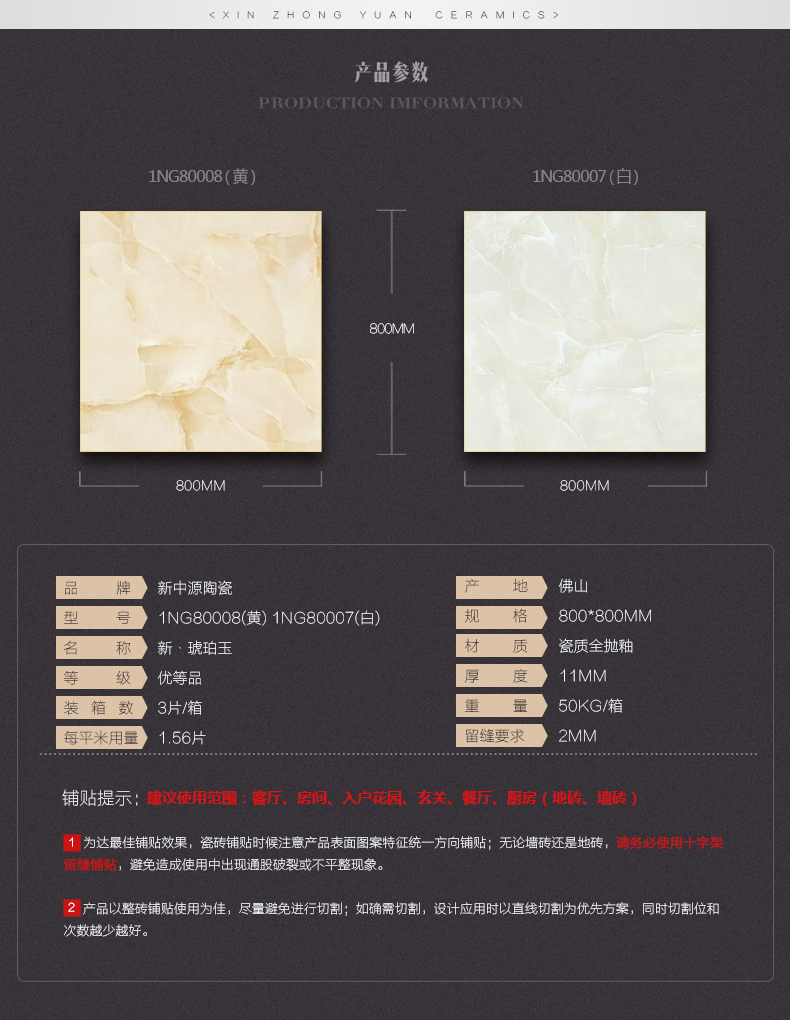 <XIN ZHONG YUAN CERAMICS>
产品参数
PRODUCTION IMFORMATION
1NG80008(黄)
1NG80007(白)
800MM
800MM
800MM
品牌 新中源陶瓷
产地 佛山
型号 1NG80008(黄) 1NG80007(白)
规格 800*800MM
名称 新、琥珀玉
材质 瓷质全抛釉
等级 优等品
厚度 11MM
装箱数 3片/箱
重量 50KG/箱
每平米用量 1.56片
留缝要求 2MM
铺贴提示；建议使用范围：客厅、房间、入户花园、玄关、餐厅、厨房（地砖、墙砖）
1 为达最佳铺贴效果，瓷砖铺贴时候注意产品表面图案特征统一方向铺贴；无论墙砖还是地砖，请务必使用十字架
留缝铺贴，避免造成使用中出现通股破裂或不平整现象。
2 产品以整砖铺贴使用为佳，尽量避免进行切割；如确需切割，设计应用时以直线切割为优先方案，同时切割位和
次数越少越好。